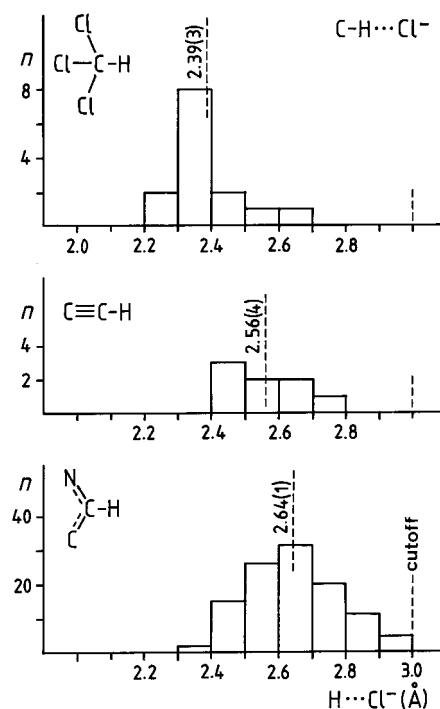 n
Cl
Cl—C–H
Cl
2.39(3)
C–H···Cl⁻
8
4
2.0 2.2 2.4 2.6 2.8
n
C≡C–H
2.56(4)
4
2
2.2 2.4 2.6 2.8
n
N
C–H
C
2.64(1)
cutoff
40
20
2.2 2.4 2.6 2.8 3.0
H···Cl⁻(Å)